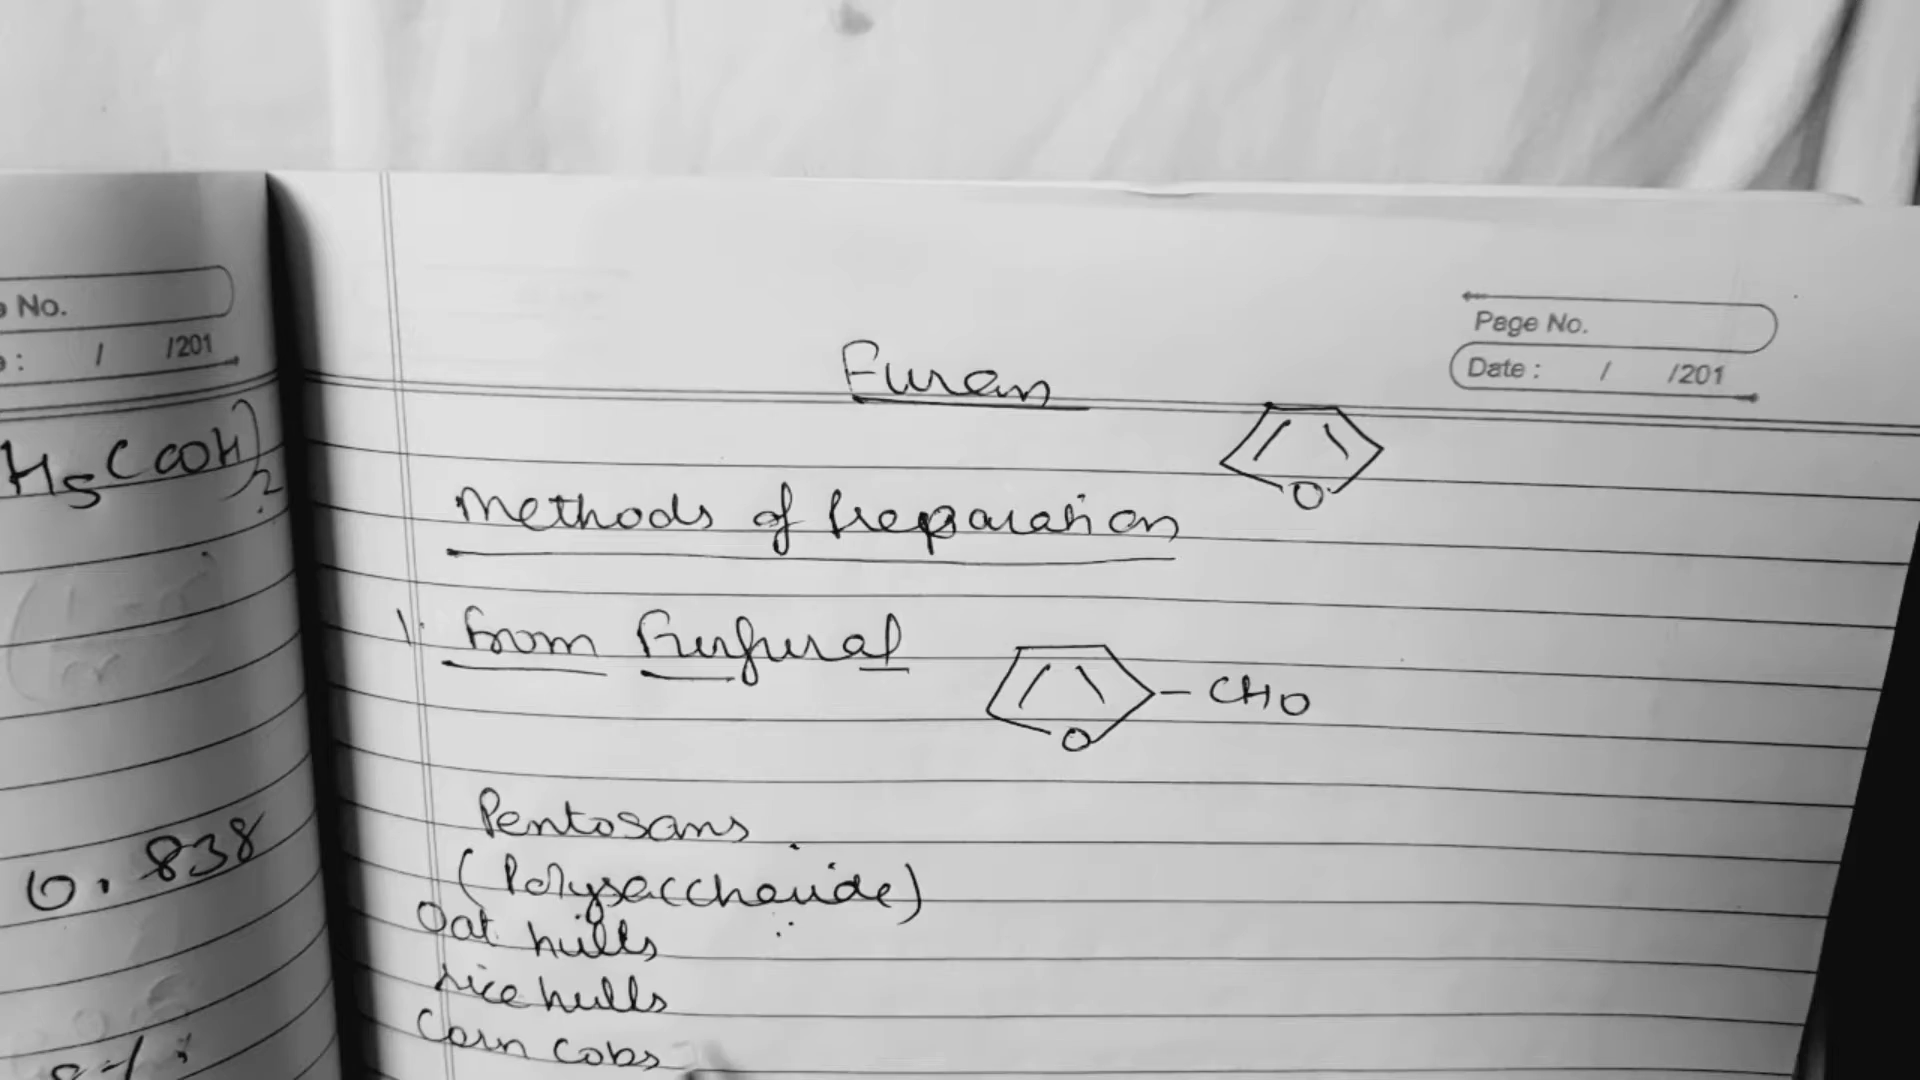 No.
/ /201
H5(COOH)2
0.838
Page No.
Date : / /201
Furan
O
Methods of Preparation
1. From Furfural
O
- CHO
Pentosans
(Polysaccharide)
Oat hulls
rice hulls
Corn cobs